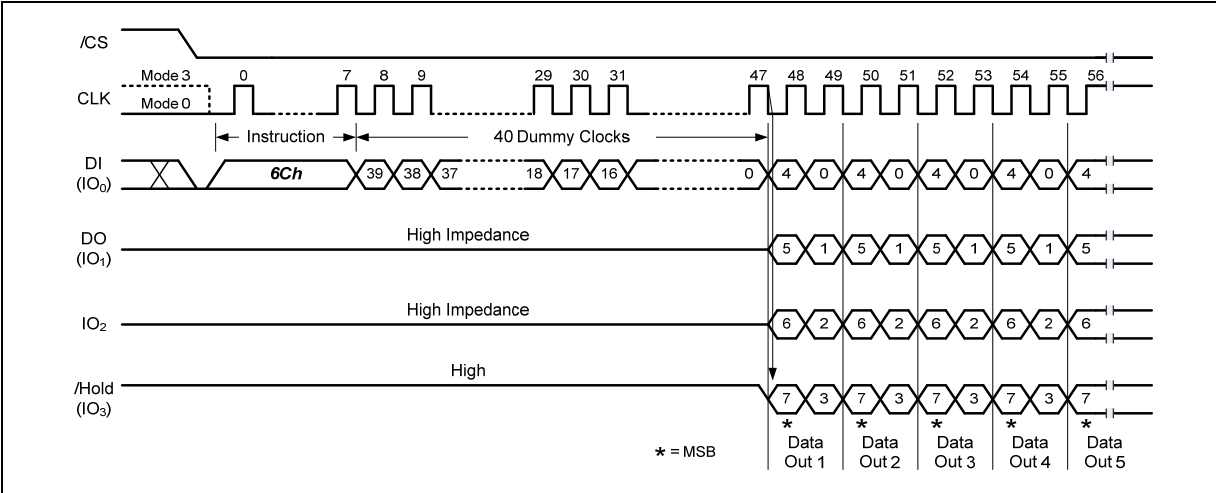 /CS
Mode 3 0 7 8 9 29 30 31 47 48 49 50 51 52 53 54 55 56
CLK
Mode 0
Instruction 40 Dummy Clocks
DI
(IO₀)
6Ch 39 38 37 18 17 16 0 4 0 4 0 4 0 4 0 4
High Impedance
DO
(IO₁)
5 1 5 1 5 1 5 1 5
High Impedance
IO₂
6 2 6 2 6 2 6 2 6
High
/Hold
(IO₃)
7 3 7 3 7 3 7 3 7
* * * * *
* = MSB
Data Data Data Data Data
Out 1 Out 2 Out 3 Out 4 Out 5